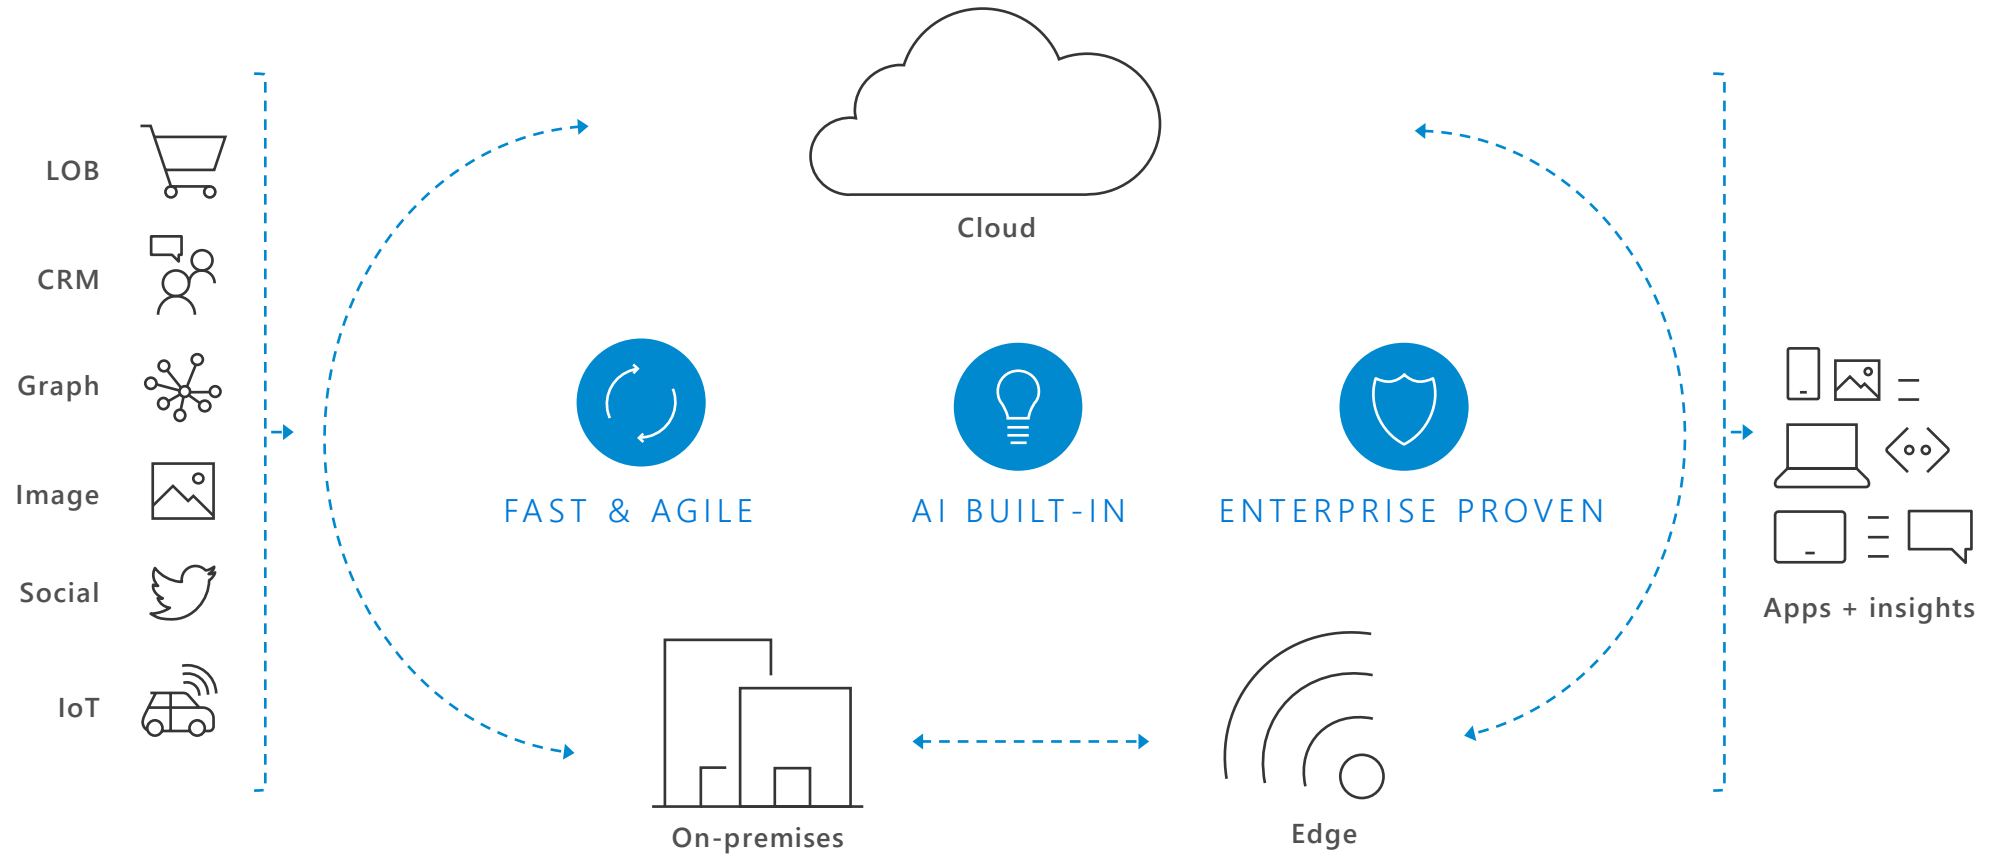 LOB
CRM
Graph
Image
Social
IoT
Cloud
FAST & AGILE
AI BUILT-IN
ENTERPRISE PROVEN
On-premises
Edge
Apps + insights